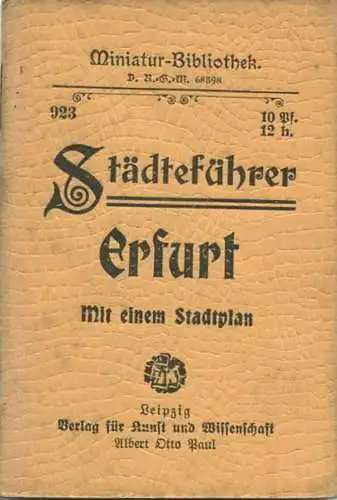 Miniatur-Bibliothek.
D. R.-G.-M. 68398
923
10 Pf.
12 h.
Städteführer
Erfurt
Mit einem Stadtplan
Leipzig
Verlag für Kunst und Wissenschaft
Albert Otto Paul